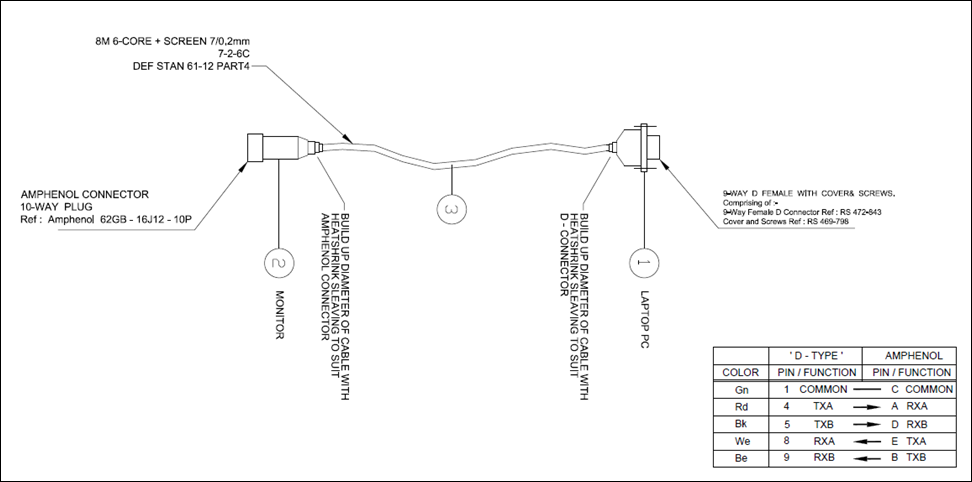 8M 6-CORE + SCREEN 7/0,2mm
7-2-6C
DEF STAN 61-12 PART4
AMPHENOL CONNECTOR
10-WAY PLUG
Ref : Amphenol 62GB - 16J12 - 10P
9-WAY D FEMALE WITH COVER& SCREWS.
Comprising of :-
9-Way Female D Connector Ref : RS 472-843
Cover and Screws Ref : RS 469-798
3
2
1
MONITOR
BUILD UP DIAMETER OF CABLE WITH
HEATSHRINK SLEAVING TO SUIT
AMPHENOL CONNECTOR
BUILD UP DIAMETER OF CABLE WITH
HEATSHRINK SLEAVING TO SUIT
D - CONNECTOR
LAPTOP PC
' D - TYPE ' AMPHENOL
COLOR PIN / FUNCTION PIN / FUNCTION
Gn 1 COMMON C COMMON
Rd 4 TXA A RXA
Bk 5 TXB D RXB
We 8 RXA E TXA
Be 9 RXB B TXB